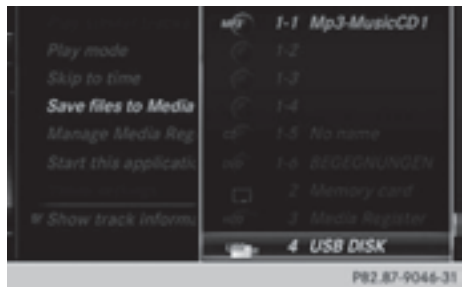 MP3 1-1 Mp3-MusicCD1
Play mode
1-2
Skip to time
1-3
Save files to Media
1-4
Manage Media Reg
1-5 No name
Start this applicatic
1-6 BEGEGNUNGEN
2 Memory card
Show track informa
3 Media Register
4 USB DISK
P82.87-9046-31